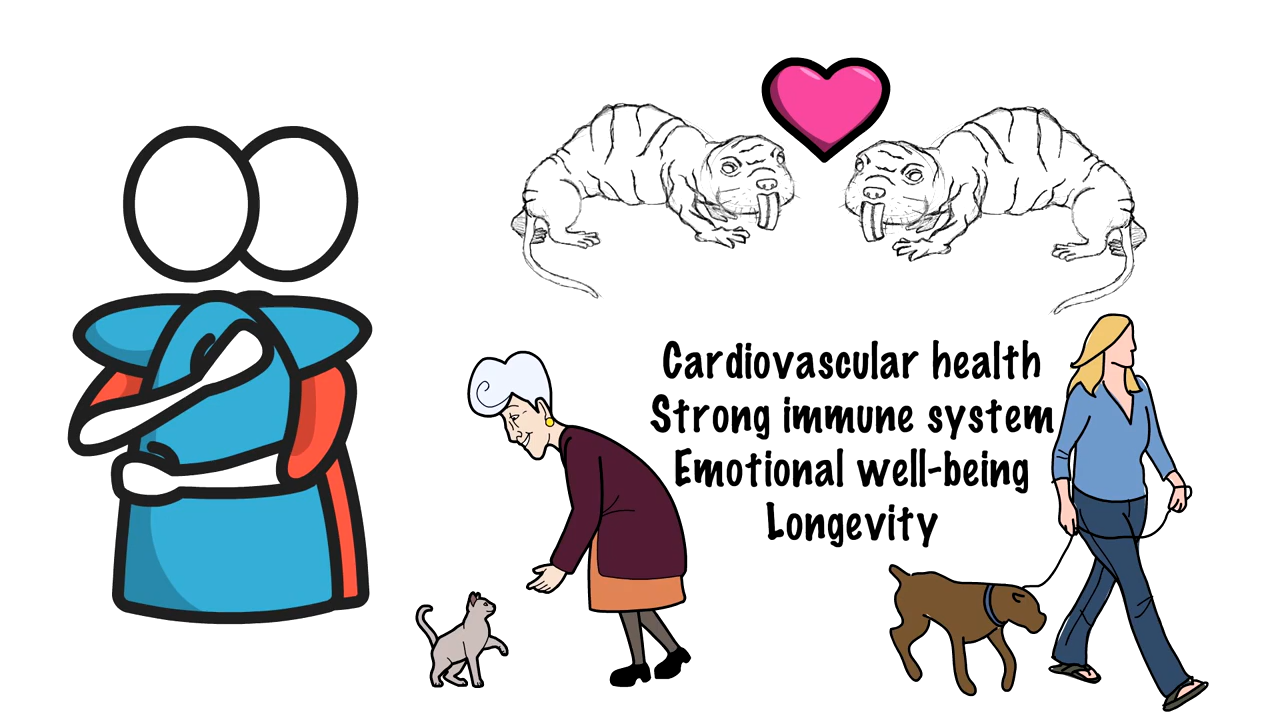 Cardiovascular health
Strong immune system
Emotional well-being
Longevity